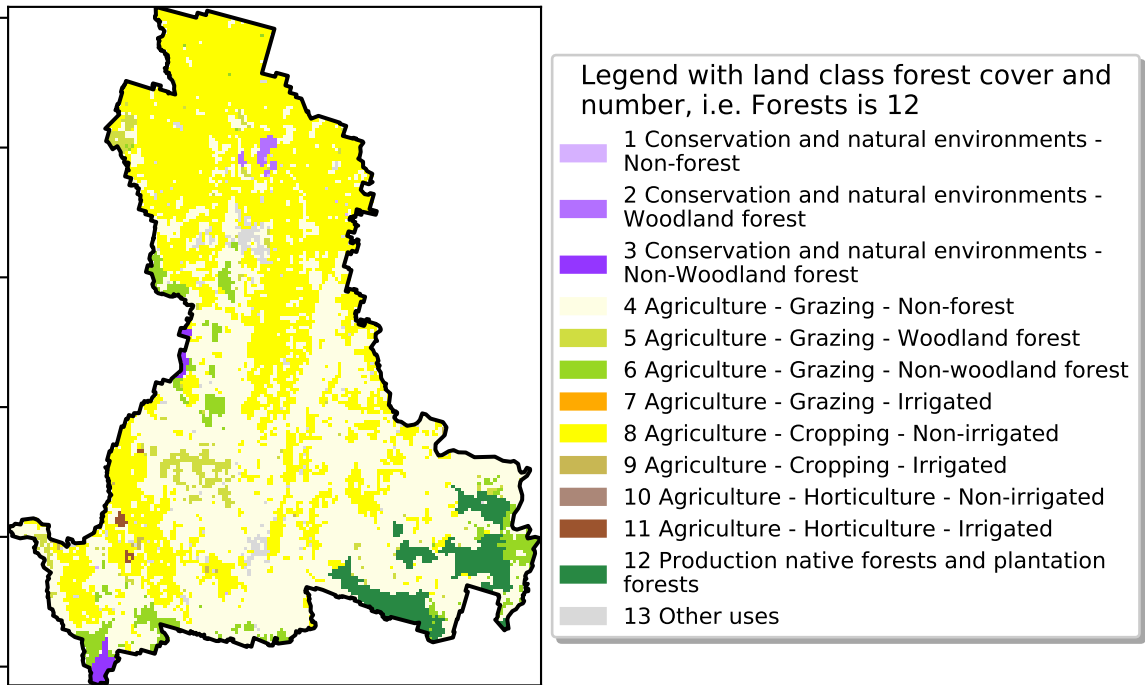 Legend with land class forest cover and
number, i.e. Forests is 12
1 Conservation and natural environments -
Non-forest
2 Conservation and natural environments -
Woodland forest
3 Conservation and natural environments -
Non-Woodland forest
4 Agriculture - Grazing - Non-forest
5 Agriculture - Grazing - Woodland forest
6 Agriculture - Grazing - Non-woodland forest
7 Agriculture - Grazing - Irrigated
8 Agriculture - Cropping - Non-irrigated
9 Agriculture - Cropping - Irrigated
10 Agriculture - Horticulture - Non-irrigated
11 Agriculture - Horticulture - Irrigated
12 Production native forests and plantation
forests
13 Other uses